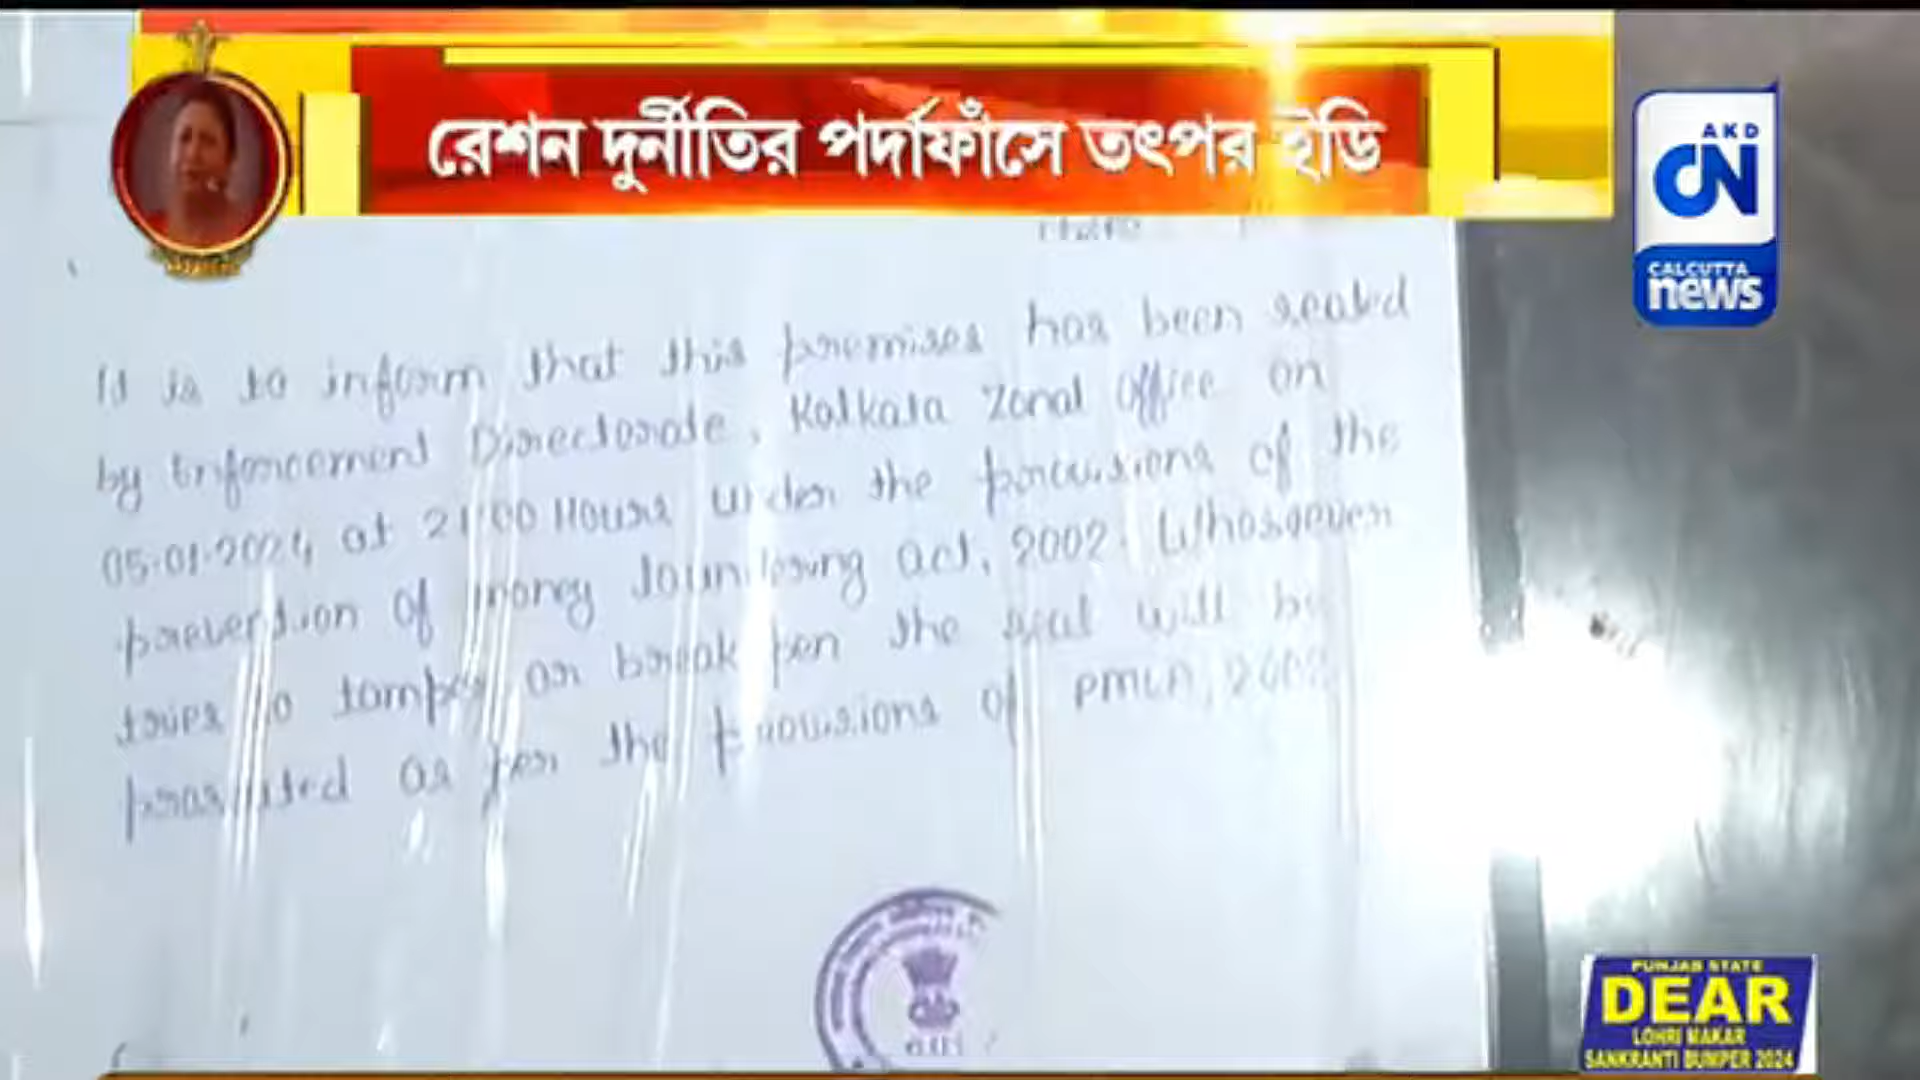 রেশন দুর্নীতির পর্দাফাঁসে তৎপর ইডি
AKD
CN
CALCUTTA
news
It is to inform that this premises has been sealed
by Enforcement Directorate, Kolkata Zonal Office on
05-01-2024 at 21:00 Hours under the provisions of the
prevention of money laundering act, 2002. Whosoever
tries to tamper or break open the seal will be
prosecuted as per the provisions of PMLA, 2002
PUNJAB STATE
DEAR
LOHRI MAKAR
SANKRANTI BUMPER 2024